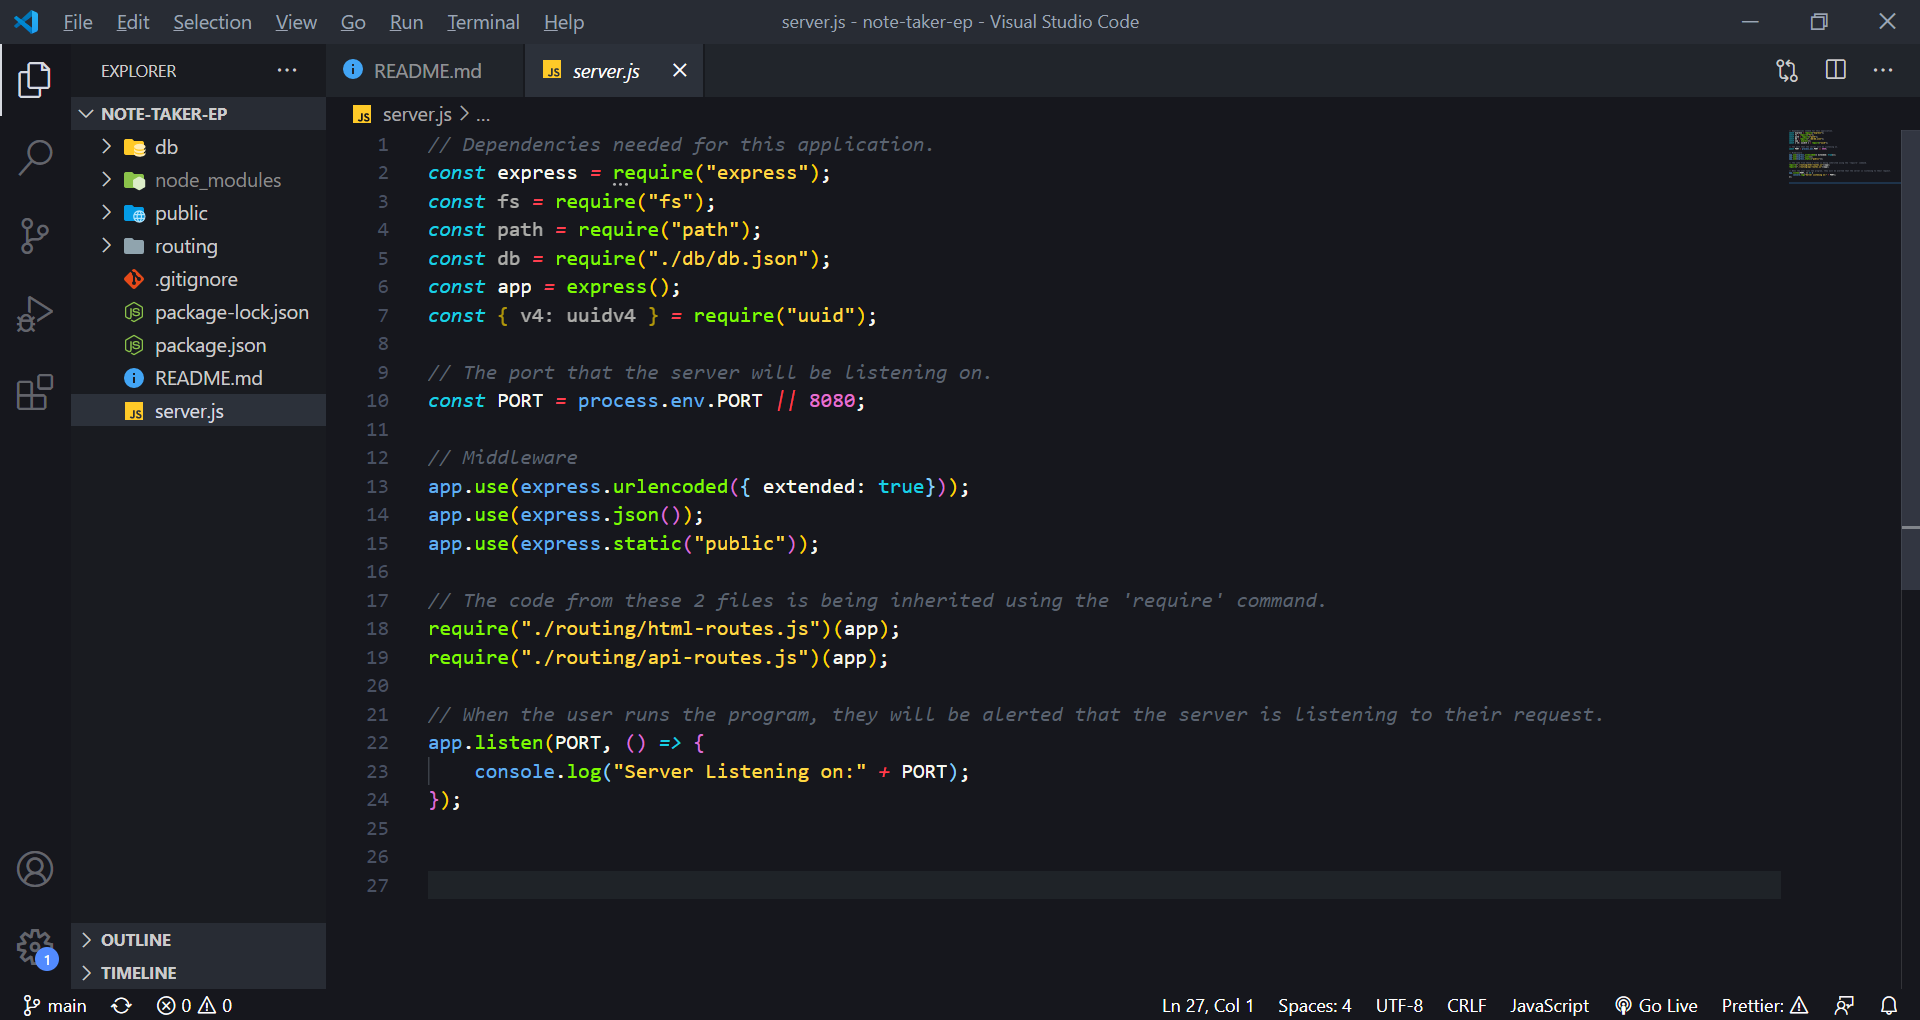 File Edit Selection View Go Run Terminal Help server.js - note-taker-ep - Visual Studio Code
EXPLORER ···
README.md
JS server.js
NOTE-TAKER-EP
db
node_modules
public
routing
.gitignore
JS package-lock.json
JS package.json
README.md
JS server.js
OUTLINE
TIMELINE
JS server.js > ...
1 // Dependencies needed for this application.
2 const express = require("express");
3 const fs = require("fs");
4 const path = require("path");
5 const db = require("./db/db.json");
6 const app = express();
7 const { v4: uuidv4 } = require("uuid");
8
9 // The port that the server will be listening on.
10 const PORT = process.env.PORT || 8080;
11
12 // Middleware
13 app.use(express.urlencoded({ extended: true}));
14 app.use(express.json());
15 app.use(express.static("public"));
16
17 // The code from these 2 files is being inherited using the 'require' command.
18 require("./routing/html-routes.js")(app);
19 require("./routing/api-routes.js")(app);
20
21 // When the user runs the program, they will be alerted that the server is listening to their request.
22 app.listen(PORT, () => {
23     console.log("Server Listening on:" + PORT);
24 });
25
26
27
1
main 0 0 Ln 27, Col 1 Spaces: 4 UTF-8 CRLF JavaScript Go Live Prettier: